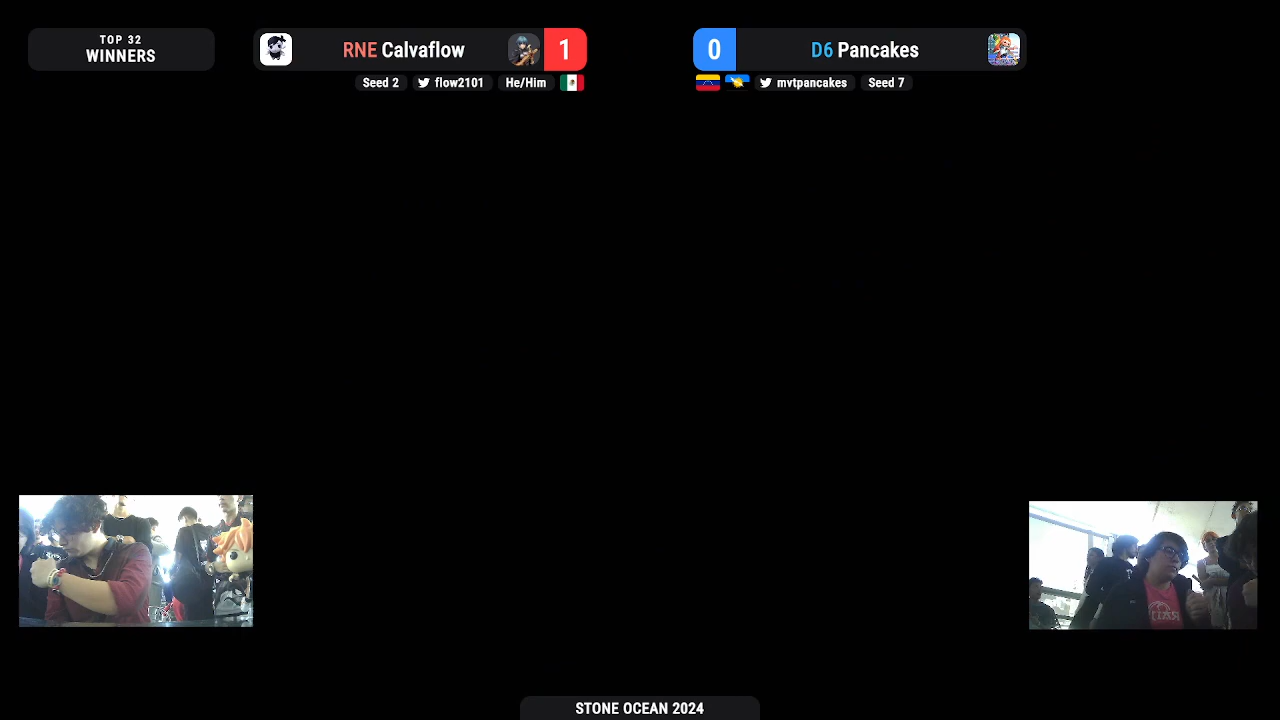 TOP 32
WINNERS
RNE Calvaflow
1
Seed 2
flow2101
He/Him
0
D6 Pancakes
mvtpancakes
Seed 7
STONE OCEAN 2024